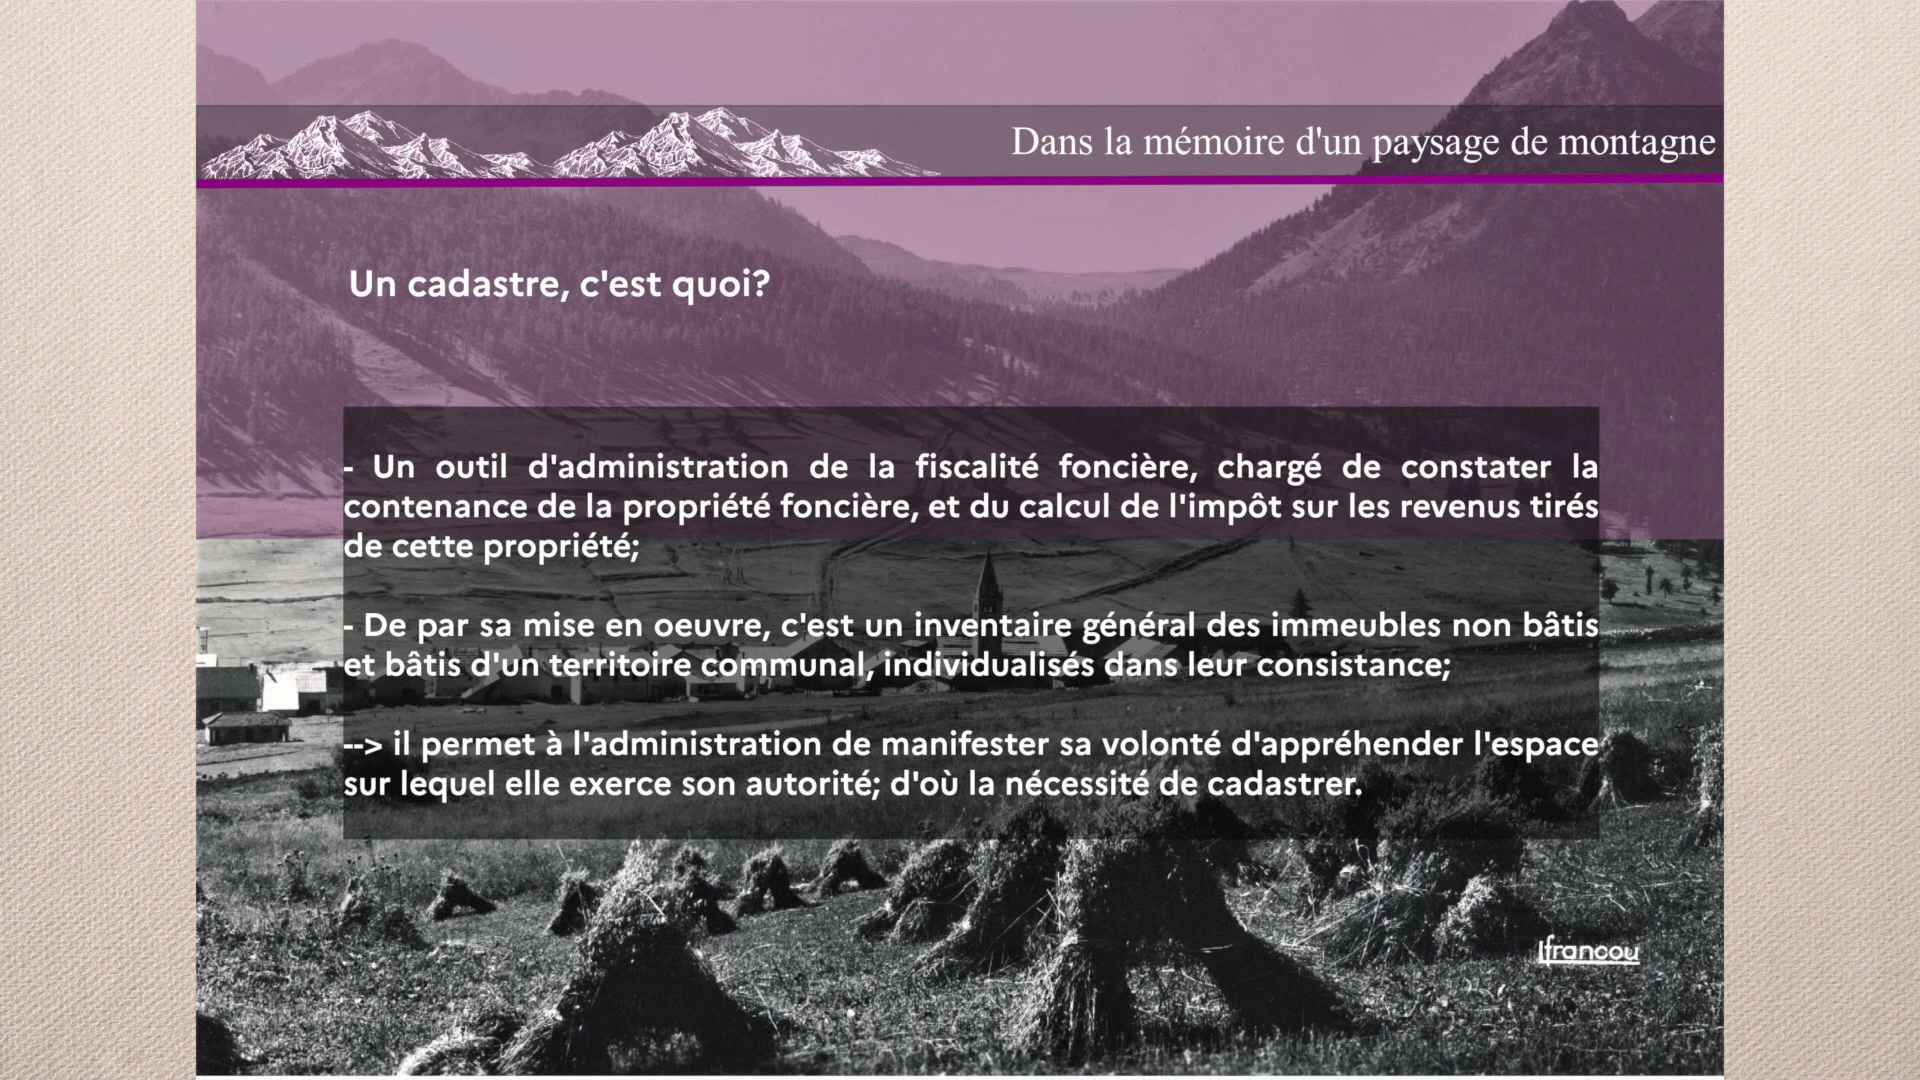 Dans la mémoire d'un paysage de montagne
Un cadastre, c'est quoi?
- Un outil d'administration de la fiscalité foncière, chargé de constater la
contenance de la propriété foncière, et du calcul de l'impôt sur les revenus tirés
de cette propriété;
- De par sa mise en oeuvre, c'est un inventaire général des immeubles non bâtis
et bâtis d'un territoire communal, individualisés dans leur consistance;
--> il permet à l'administration de manifester sa volonté d'appréhender l'espace
sur lequel elle exerce son autorité; d'où la nécessité de cadastrer.
lfrancou